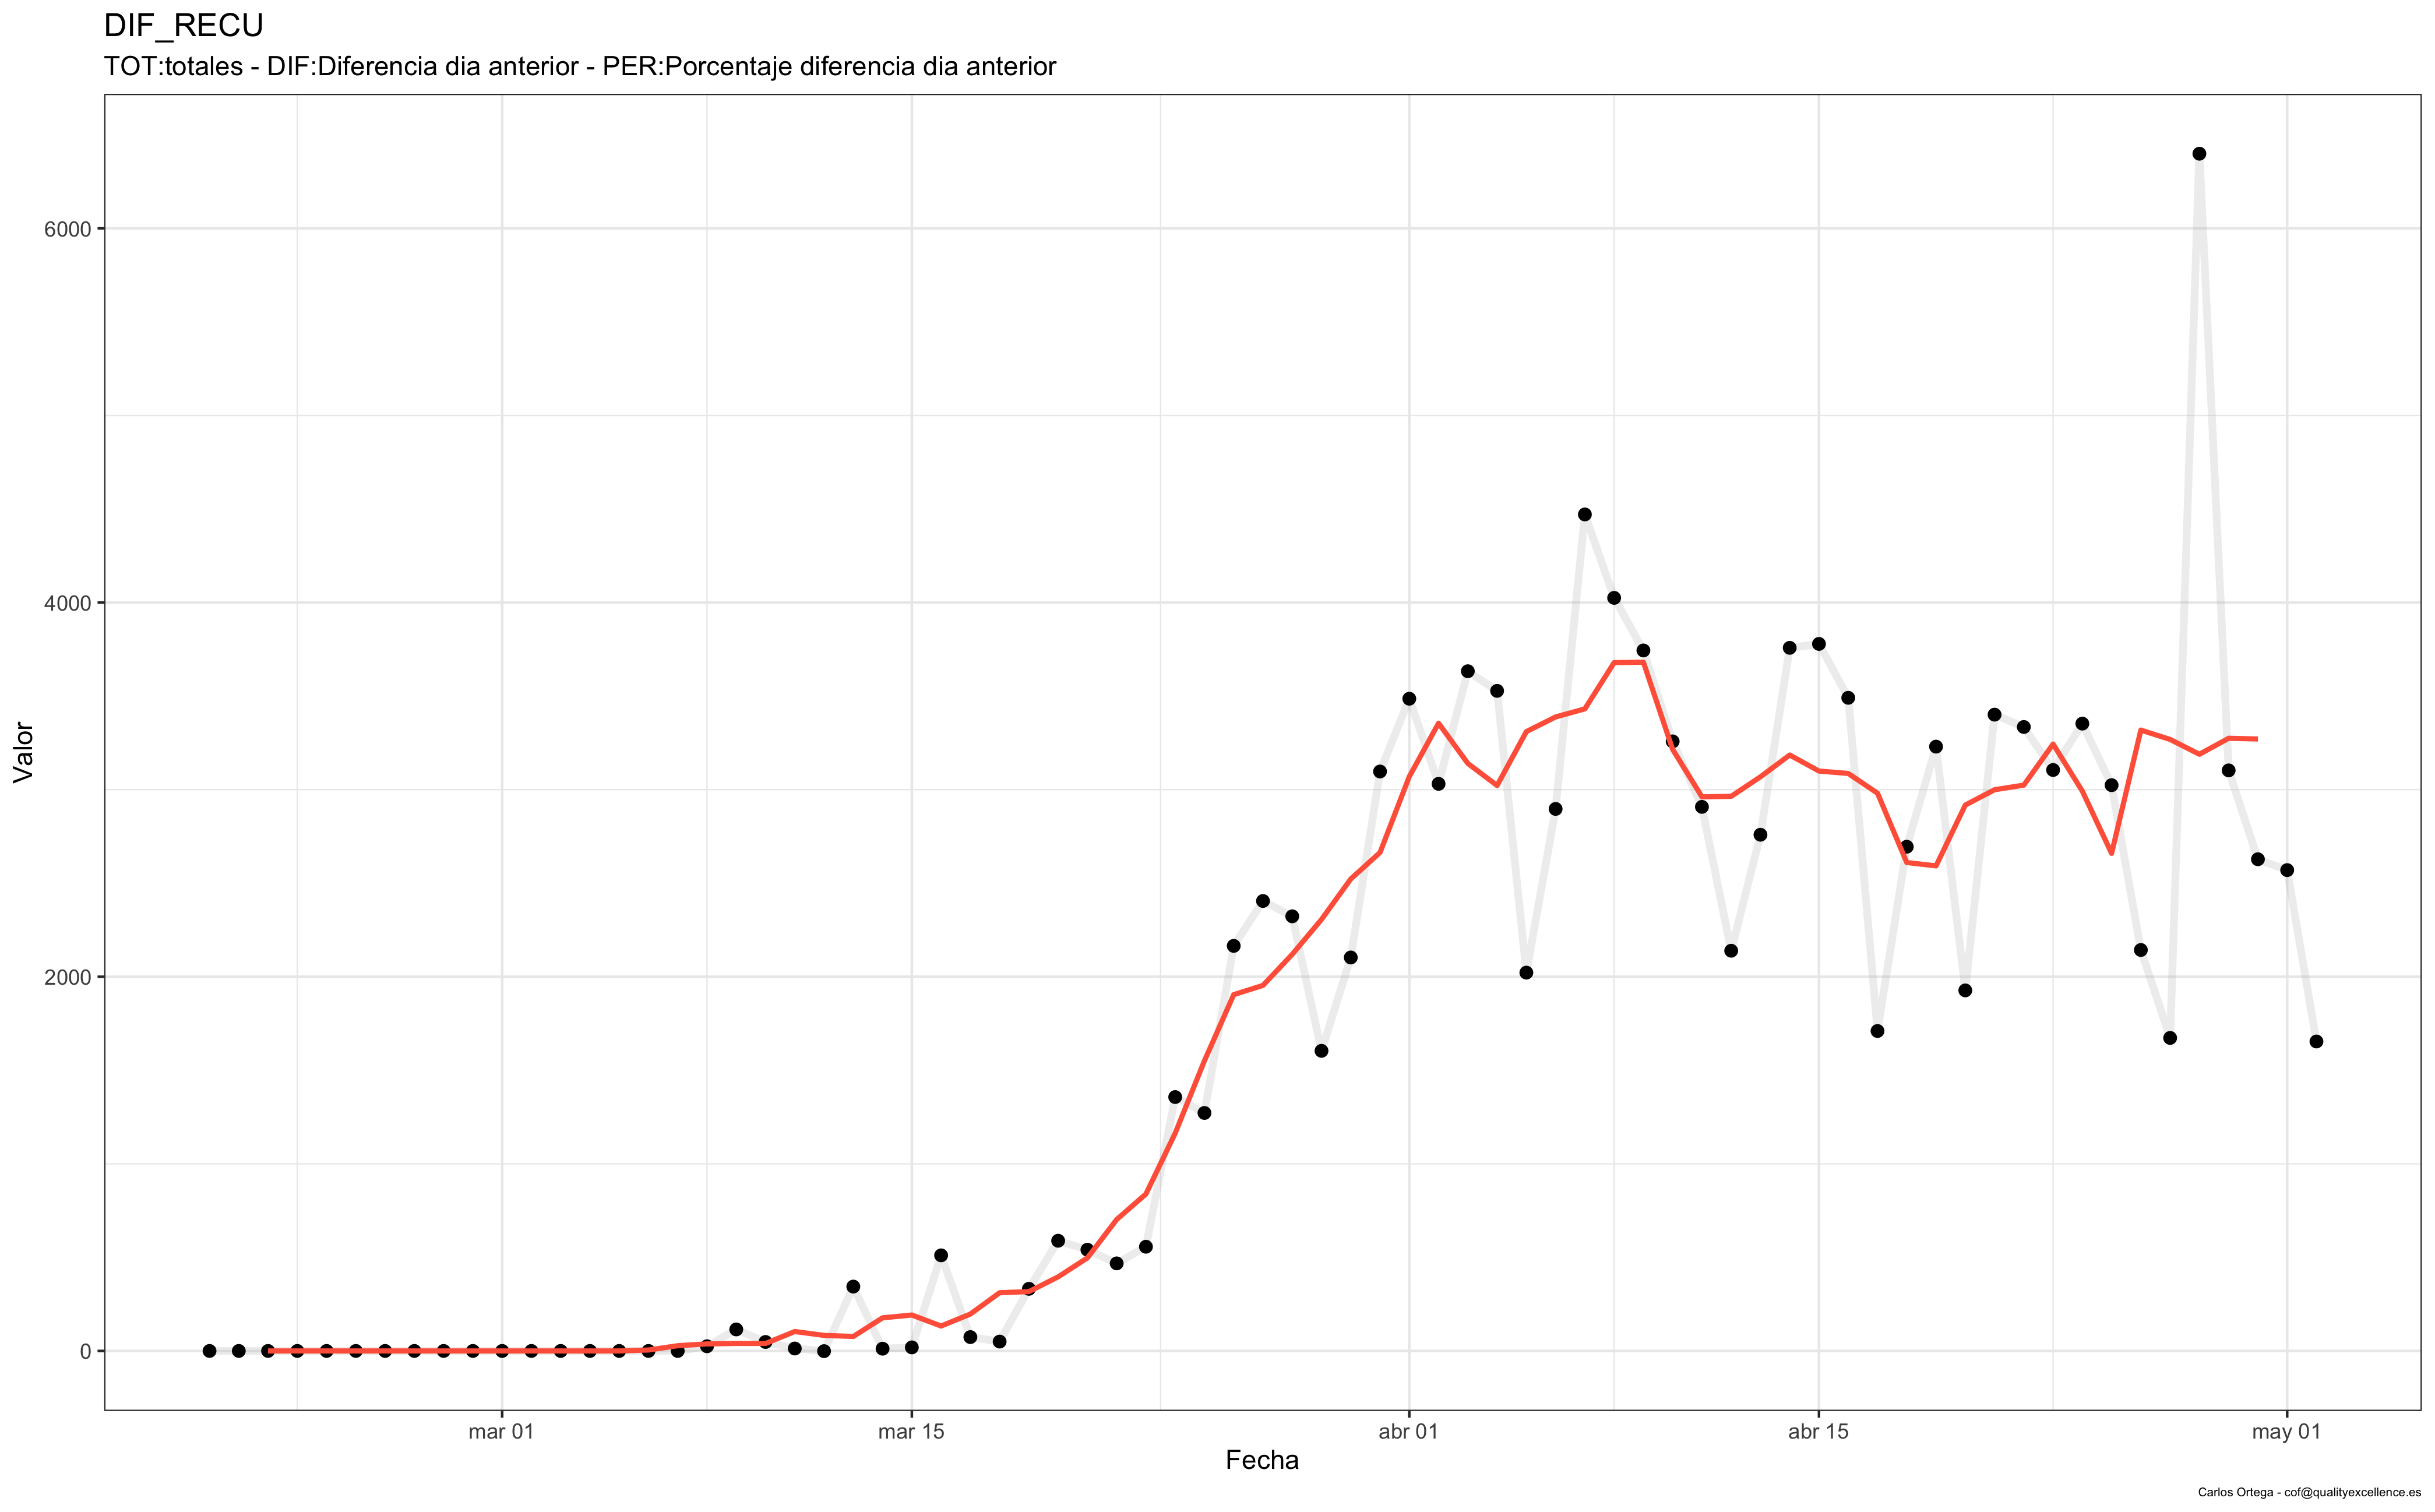 DIF_RECU
TOT:totales - DIF:Diferencia dia anterior - PER:Porcentaje diferencia dia anterior
Valor
6000
4000
2000
0
mar 01
mar 15
abr 01
abr 15
may 01
Fecha
Carlos Ortega - cof@qualityexcellence.es